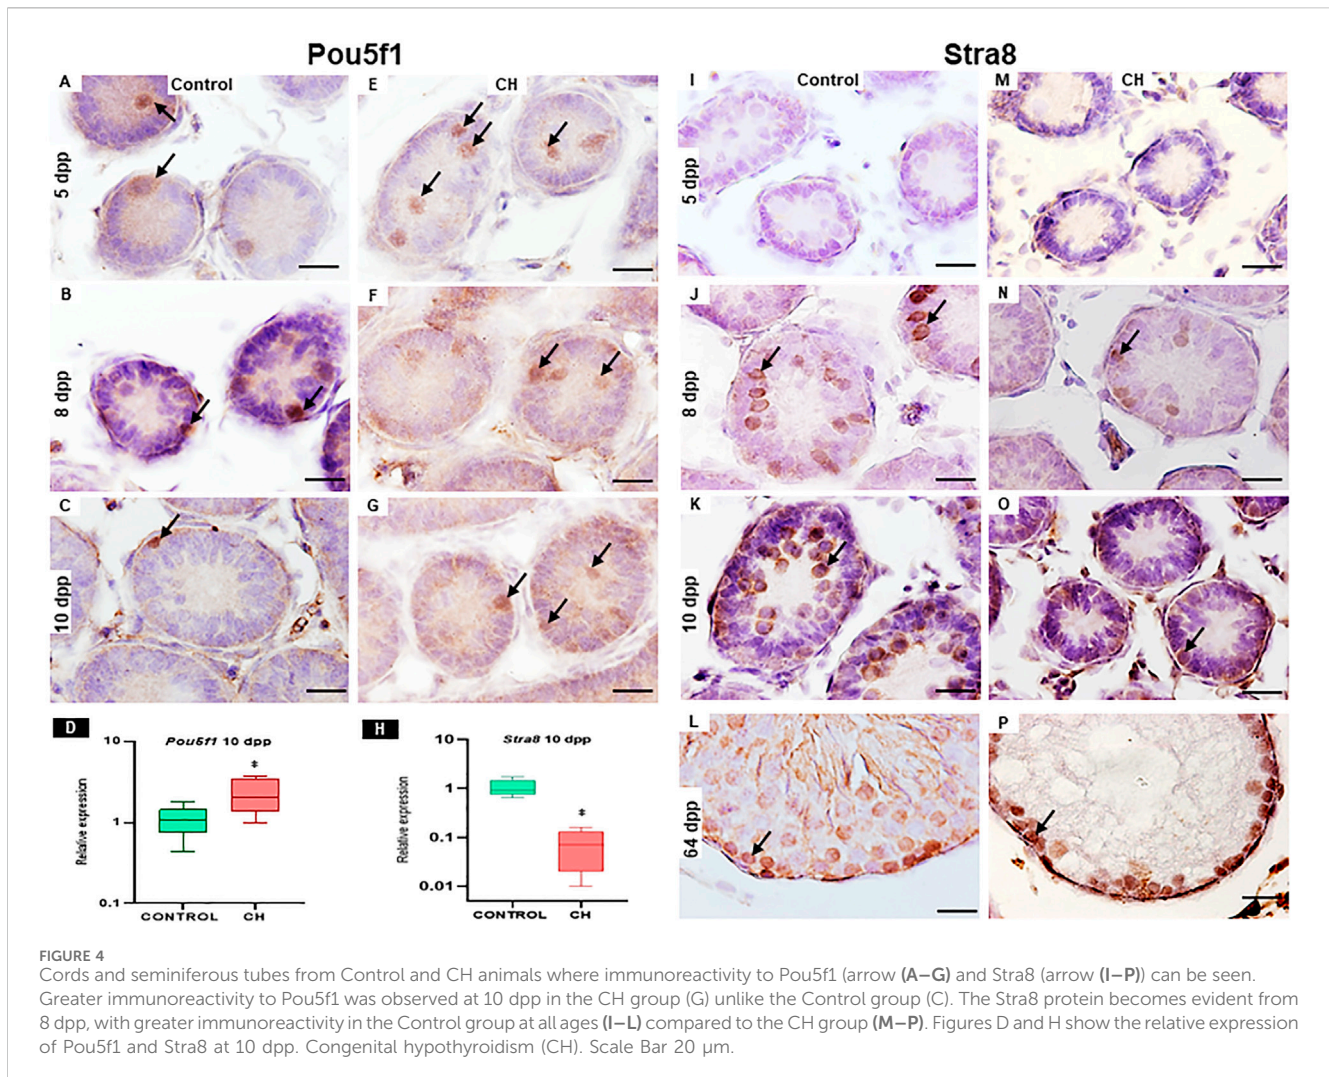 Pou5f1
Stra8
A
Control
E
CH
I
Control
M
CH
5 dpp
5 dpp
B
F
J
N
8 dpp
8 dpp
C
G
K
O
10 dpp
10 dpp
D
Pou5f1 10 dpp
10
1
0.1
Relative expression
*
CONTROL
CH
H
Stra8 10 dpp
10
1
0.1
0.01
Relative expression
*
CONTROL
CH
L
P
64 dpp
FIGURE 4
Cords and seminiferous tubes from Control and CH animals where immunoreactivity to Pou5f1 (arrow (A–G) and Stra8 (arrow (I–P)) can be seen.
Greater immunoreactivity to Pou5f1 was observed at 10 dpp in the CH group (G) unlike the Control group (C). The Stra8 protein becomes evident from
8 dpp, with greater immunoreactivity in the Control group at all ages (I–L) compared to the CH group (M–P). Figures D and H show the relative expression
of Pou5f1 and Stra8 at 10 dpp. Congenital hypothyroidism (CH). Scale Bar 20 μm.